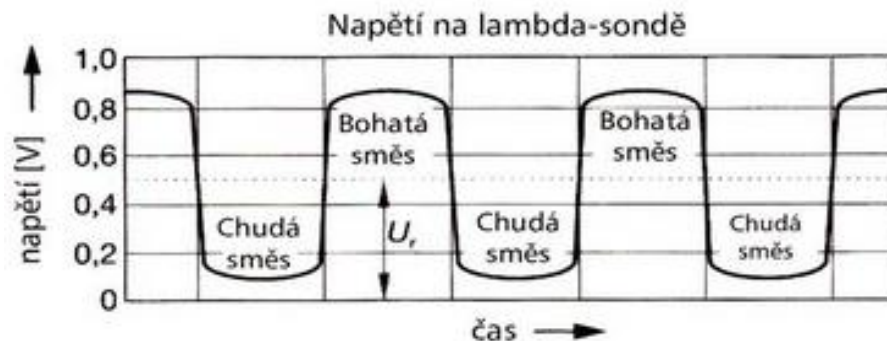 Napětí na lambda-sondě
napětí [V]
1,0
0,8
0,6
0,4
0,2
0
Bohatá
směs
Bohatá
směs
Chudá
směs
U_r
Chudá
směs
Chudá
směs
čas